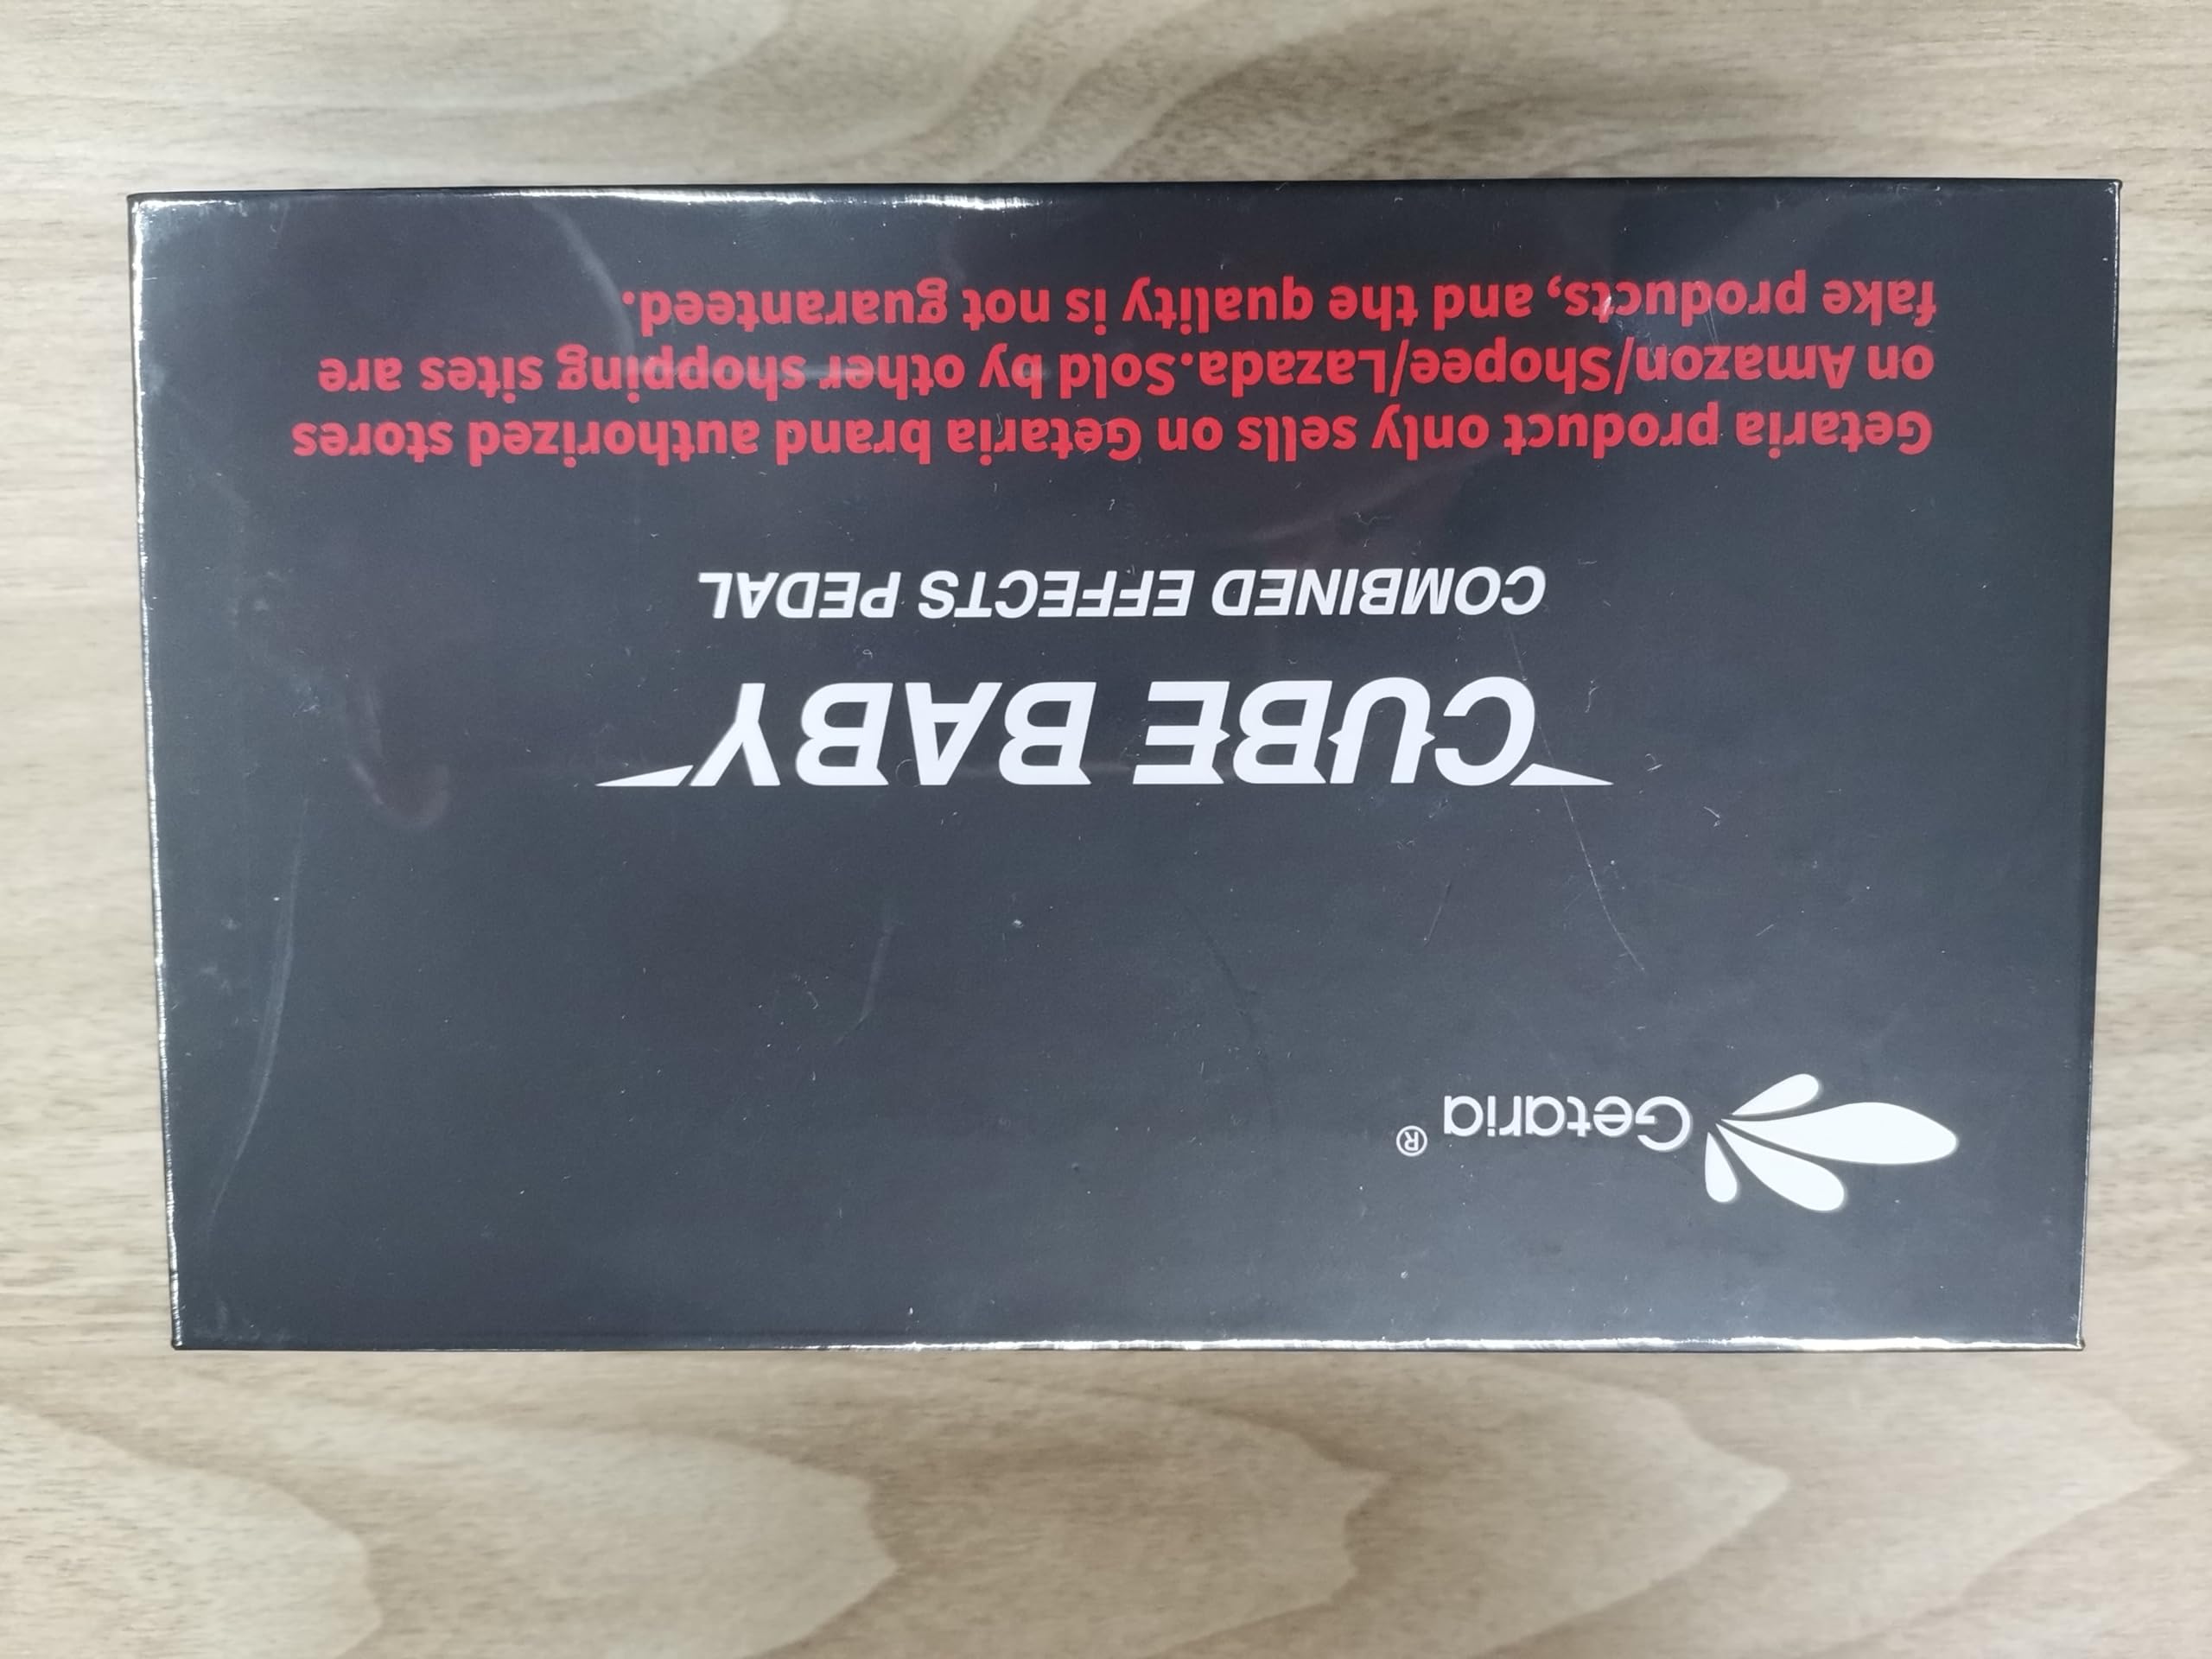 Getaria ®
CUBE BABY
COMBINED EFFECTS PEDAL
Getaria product only sells on Getaria brand authorized stores
on Amazon/Shopee/Lazada.Sold by other shopping sites are
fake products, and the quality is not guaranteed.